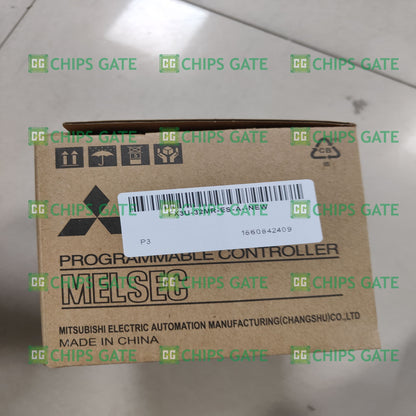 CHIPS GATE CHIPS GATE CHIPS GATE
CHIPS GATE CHIPS GATE CHIPS GATE
CB
CHIPS GATE CHIPS GATE CHIPS GATE
FX3U-32MR-ES-A-NEW
P3 1660842409
PROGRAMMABLE CONTROLLER
MELSEC
MITSUBISHI ELECTRIC AUTOMATION MANUFACTURING(CHANGSHU)CO.,LTD
MADE IN CHINA
CHIPS GATE CHIPS GATE CHIPS GATE